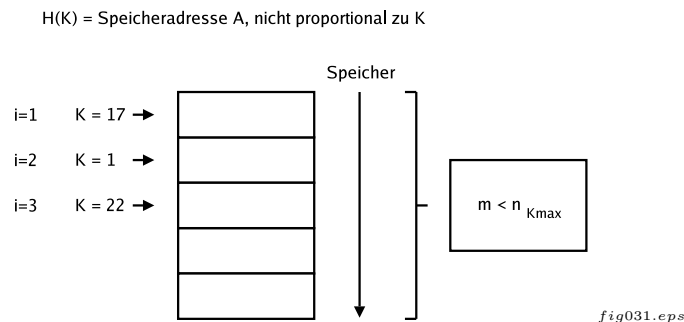 H(K) = Speicheradresse A, nicht proportional zu K
Speicher
i=1 K = 17
i=2 K = 1
i=3 K = 22
m < n Kmax
fig031.eps